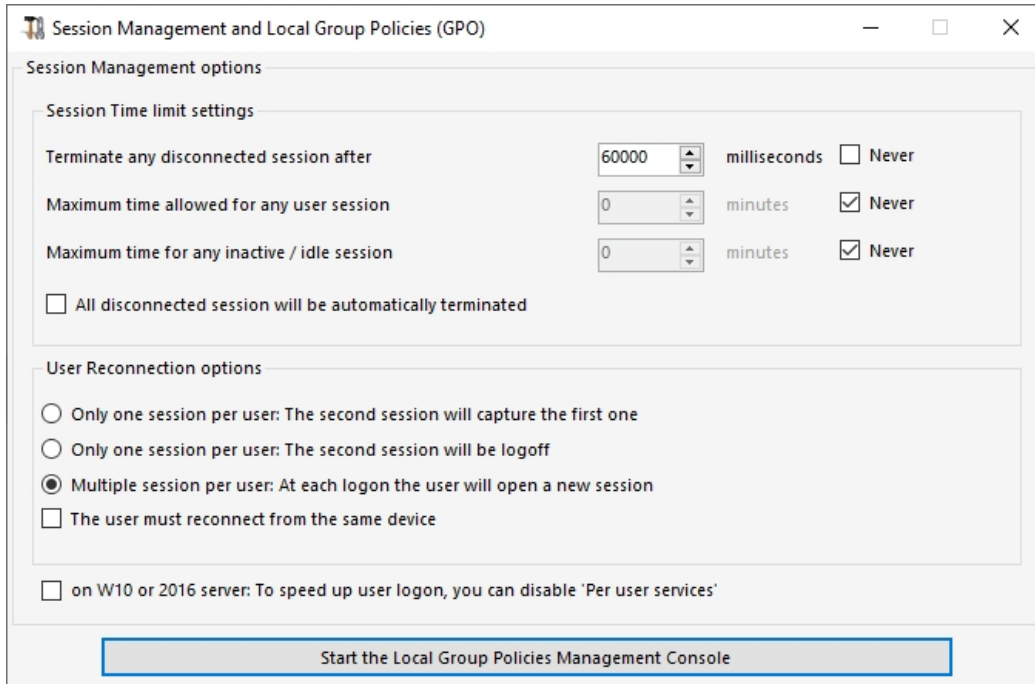 Session Management and Local Group Policies (GPO)
Session Management options
Session Time limit settings
Terminate any disconnected session after 60000 milliseconds Never
Maximum time allowed for any user session 0 minutes Never
Maximum time for any inactive / idle session 0 minutes Never
All disconnected session will be automatically terminated
User Reconnection options
Only one session per user: The second session will capture the first one
Only one session per user: The second session will be logoff
Multiple session per user: At each logon the user will open a new session
The user must reconnect from the same device
on W10 or 2016 server: To speed up user logon, you can disable 'Per user services'
Start the Local Group Policies Management Console